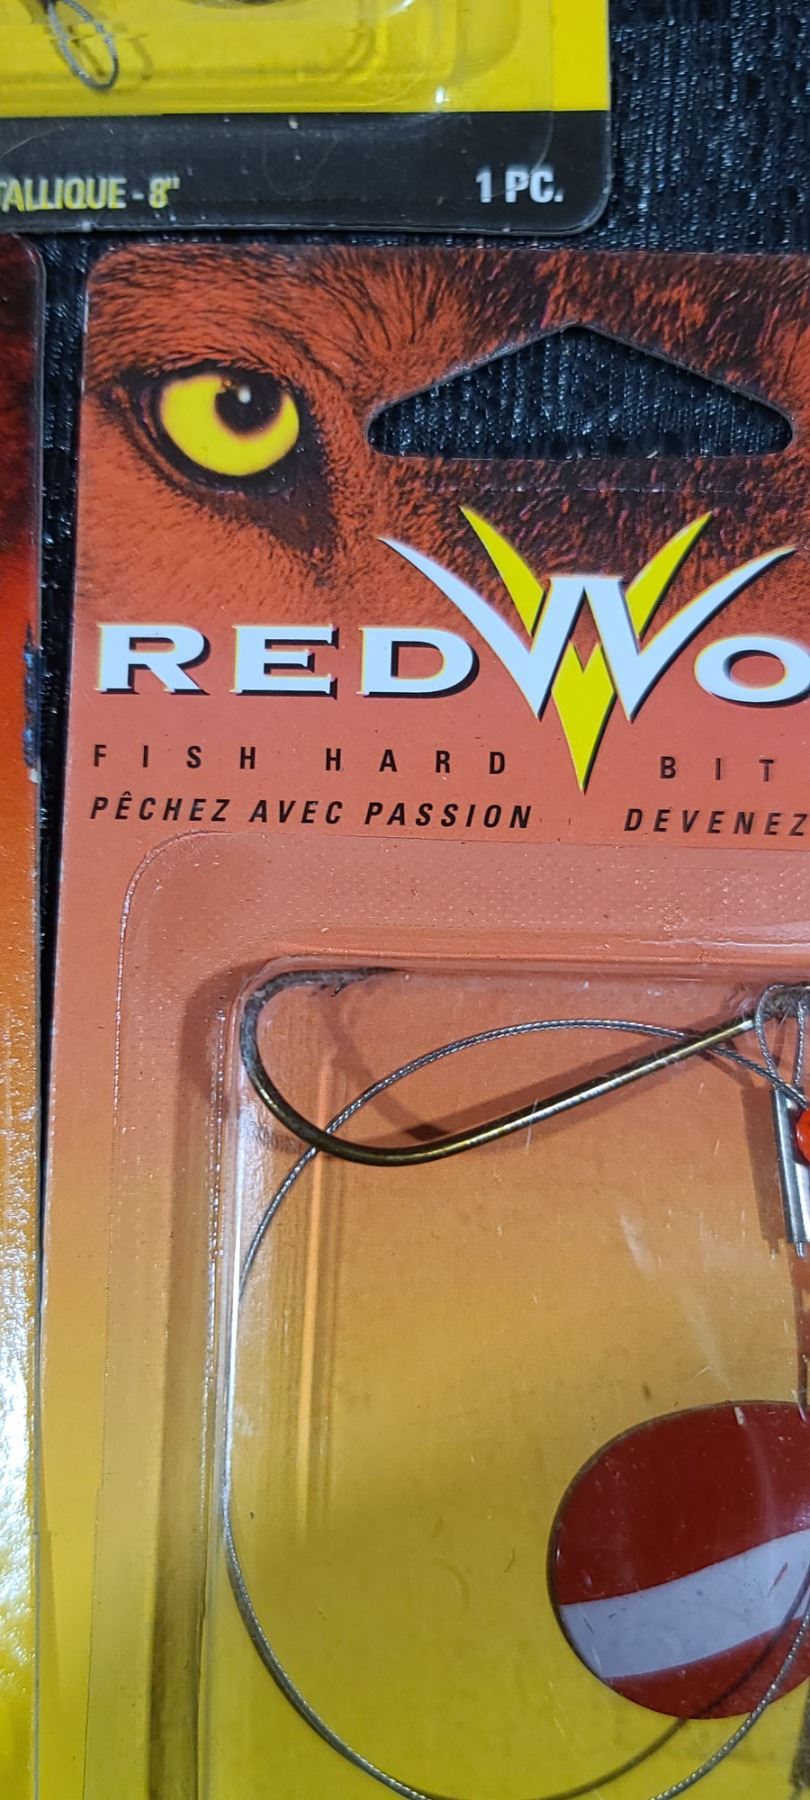 TALLIQUE - 8" 1 PC.
REDWO
FISH HARD BIT
PÊCHEZ AVEC PASSION DEVENEZ